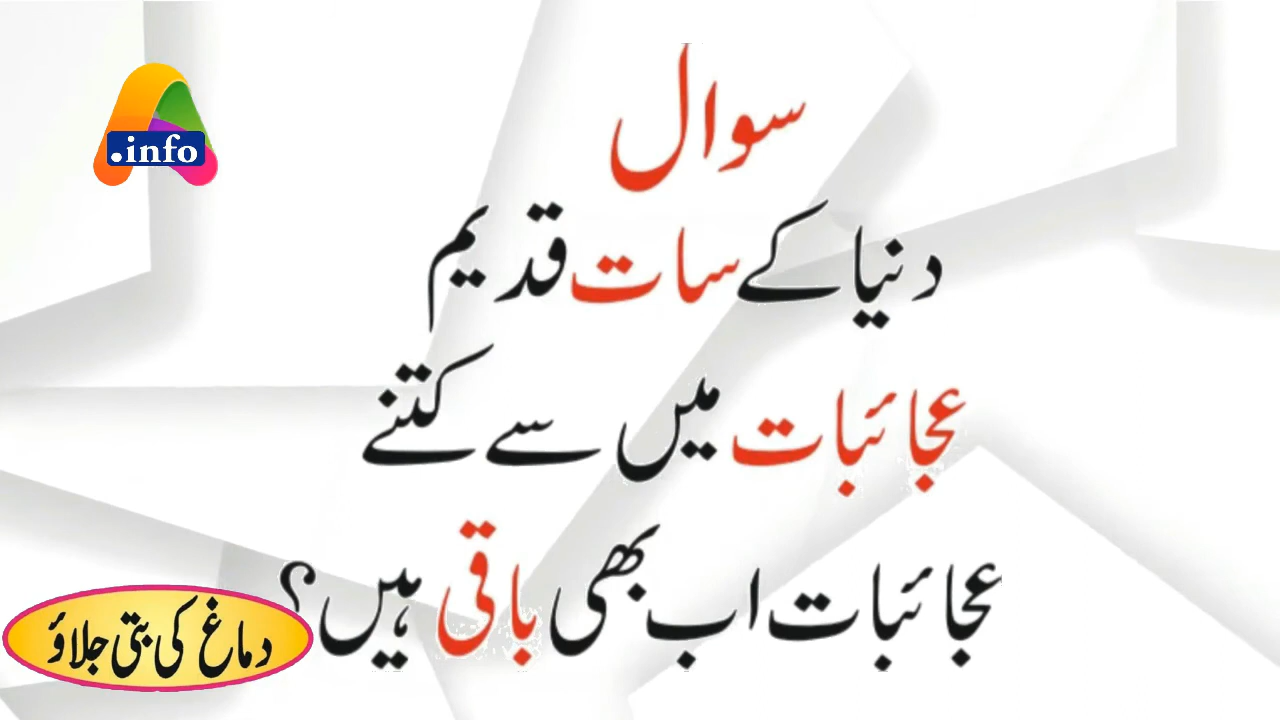 .info
سوال
دنیا کے سات قدیم
عجائبات میں سے کتنے
عجائبات اب بھی باقی ہیں؟
دماغ کی بتی جلاؤ